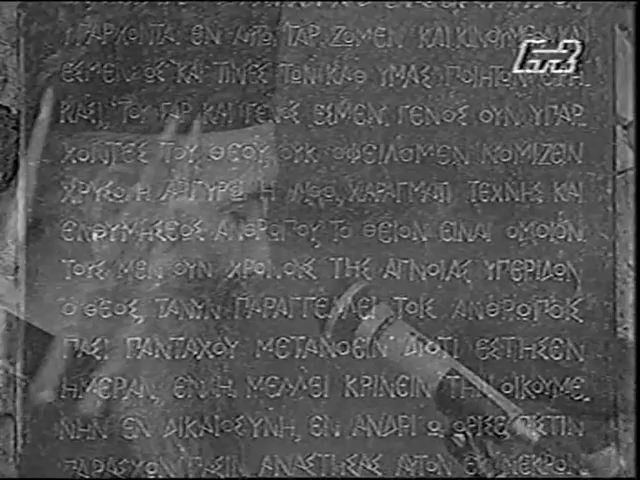 ΥΠΑΡΧΟΝΤΑ. ΕΝ ΑΥΤΩ ΓΑΡ ΖΩΜΕΝ ΚΑΙ ΚΙΝΟΥΜΕΘΑ ΚΑΙ
ΕΣΜΕΝ ΩΣ ΚΑΙ ΤΙΝΕΣ ΤΩΝ ΚΑΘ ΥΜΑΣ ΠΟΙΗΤΩΝ
ΚΑΣΙ, ΤΟΥ ΓΑΡ ΚΑΙ ΓΕΝΟΣ ΕΣΜΕΝ. ΓΕΝΟΣ ΟΥΝ ΥΠΑΡ
ΧΟΝΤΕΣ ΤΟΥ ΘΕΟΥ ΟΥΚ ΟΦΕΙΛΟΜΕΝ ΝΟΜΙΖΕΙΝ
ΧΡΥΣΩ Η ΑΡΓΥΡΩ Η ΛΙΘΩ, ΧΑΡΑΓΜΑΤΙ ΤΕΧΝΗΣ ΚΑΙ
ΕΝΘΥΜΗΣΕΩΣ ΑΝΘΡΩΠΟΥ, ΤΟ ΘΕΙΟΝ ΕΙΝΑΙ ΟΜΟΙΟΝ.
ΤΟΥΣ ΜΕΝ ΟΥΝ ΧΡΟΝΟΥΣ ΤΗΣ ΑΓΝΟΙΑΣ ΥΠΕΡΙΔΩΝ
Ο ΘΕΟΣ, ΤΑΝΥΝ ΠΑΡΑΓΓΕΛΛΕΙ ΤΟΙΣ ΑΝΘΡΩΠΟΙΣ
ΠΑΣΙ ΠΑΝΤΑΧΟΥ ΜΕΤΑΝΟΕΙΝ ΔΙΟΤΙ ΕΣΤΗΣΕΝ
ΗΜΕΡΑΝ, ΕΝ Η ΜΕΛΛΕΙ ΚΡΙΝΕΙΝ ΤΗΝ ΟΙΚΟΥΜΕ
ΝΗΝ ΕΝ ΔΙΚΑΙΟΣΥΝΗ, ΕΝ ΑΝΔΡΙ Ω ΩΡΙΣΕ ΠΙΣΤΙΝ
ΠΑΡΑΣΧΩΝ ΠΑΣΙΝ ΑΝΑΣΤΗΣΑΣ ΑΥΤΟΝ ΕΚ ΝΕΚΡΩΝ